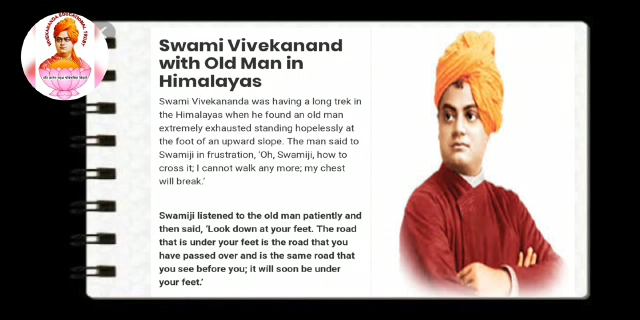 VIVEKANANDA EDUCATIONAL TRUST
Swami Vivekanand
with Old Man in
Himalayas
Swami Vivekananda was having a long trek in
the Himalayas when he found an old man
extremely exhausted standing hopelessly at
the foot of an upward slope. The man said to
Swamiji in frustration, ‘Oh, Swamiji, how to
cross it; I cannot walk any more; my chest
will break.’
Swamiji listened to the old man patiently and
then said, ‘Look down at your feet. The road
that is under your feet is the road that you
have passed over and is the same road that
you see before you; it will soon be under
your feet.’